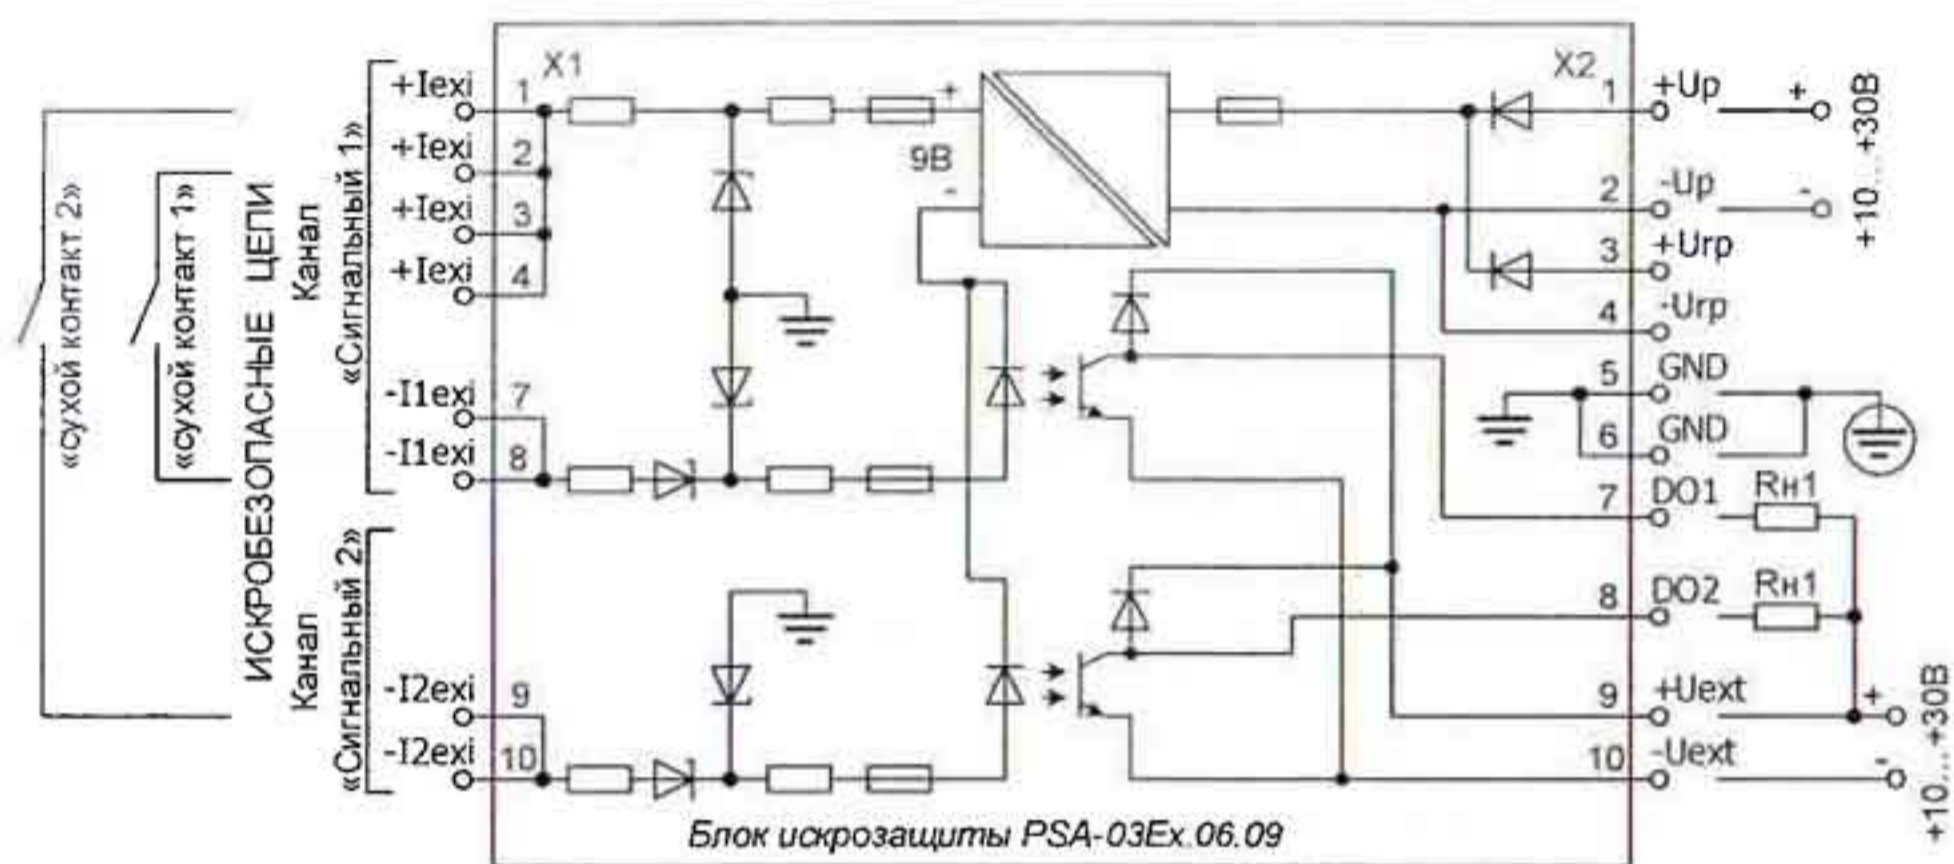 «сухой контакт 2»
«сухой контакт 1»
ИСКРОБЕЗОПАСНЫЕ ЦЕПИ
Канал
«Сигнальный 1»
+Iexi
1
X1
+Iexi
2
+Iexi
3
+Iexi
4
-I1exi
7
-I1exi
8
Канал
«Сигнальный 2»
-I2exi
9
-I2exi
10
+
9В
-
X2
1
+Up
+
2
-Up
-
+10...+30В
3
+Urp
4
-Urp
5
GND
6
GND
7
DO1
Rн1
8
DO2
Rн1
9
+Uext
+
10
-Uext
-
+10...+30В
Блок искрозащиты PSA-03Ex.06.09